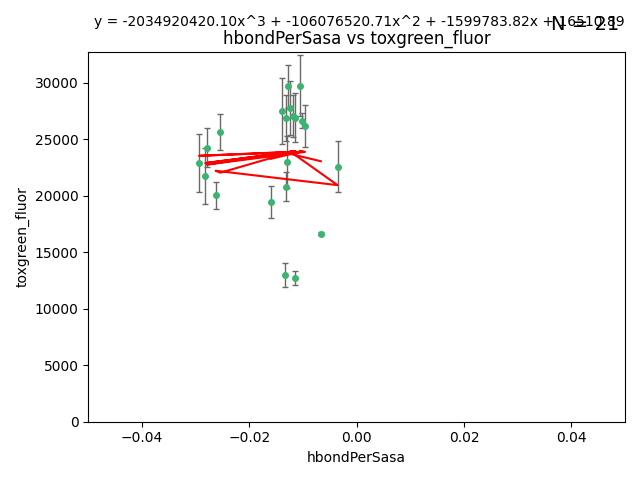 y = -2034920420.10x^3 + -106076520.71x^2 + -1599783.82x + 16510.89
N = 21
hbondPerSasa vs toxgreen_fluor
30000
25000
20000
15000
10000
5000
0
toxgreen_fluor
−0.04 −0.02 0.00 0.02 0.04
hbondPerSasa